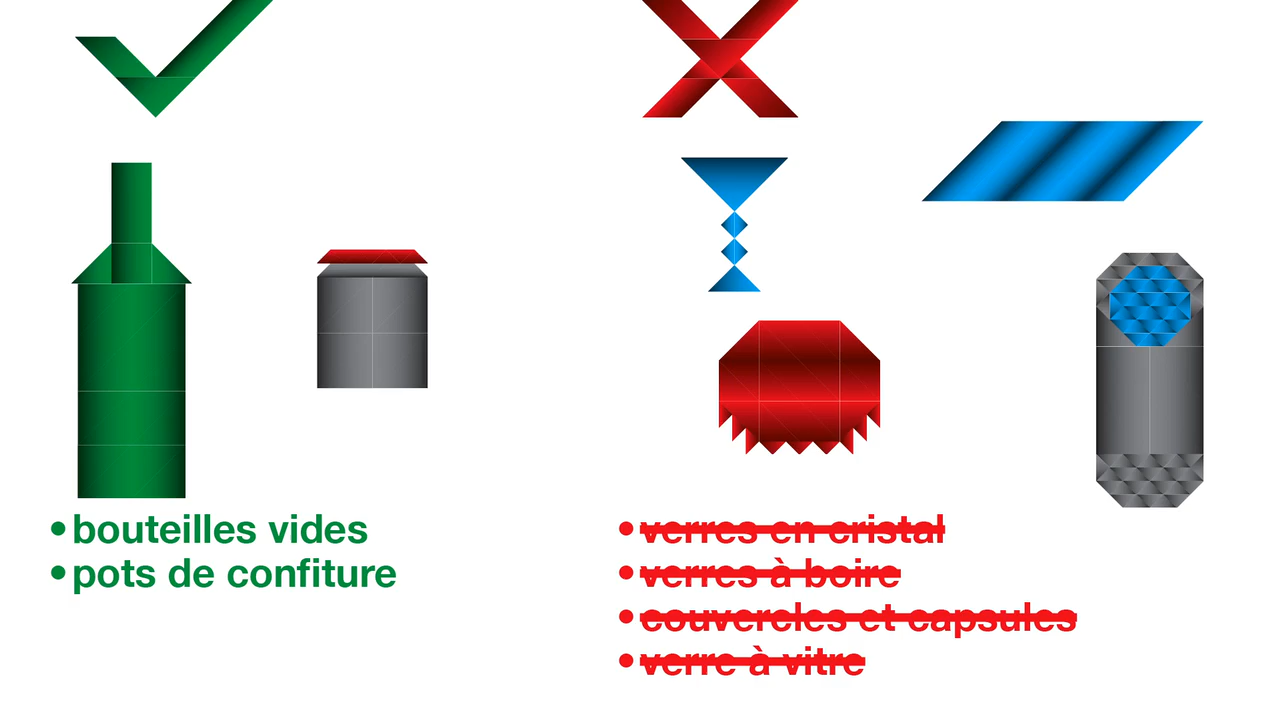 • bouteilles vides
• pots de confiture
• verres en cristal
• verres à boire
• couvercles et capsules
• verre à vitre